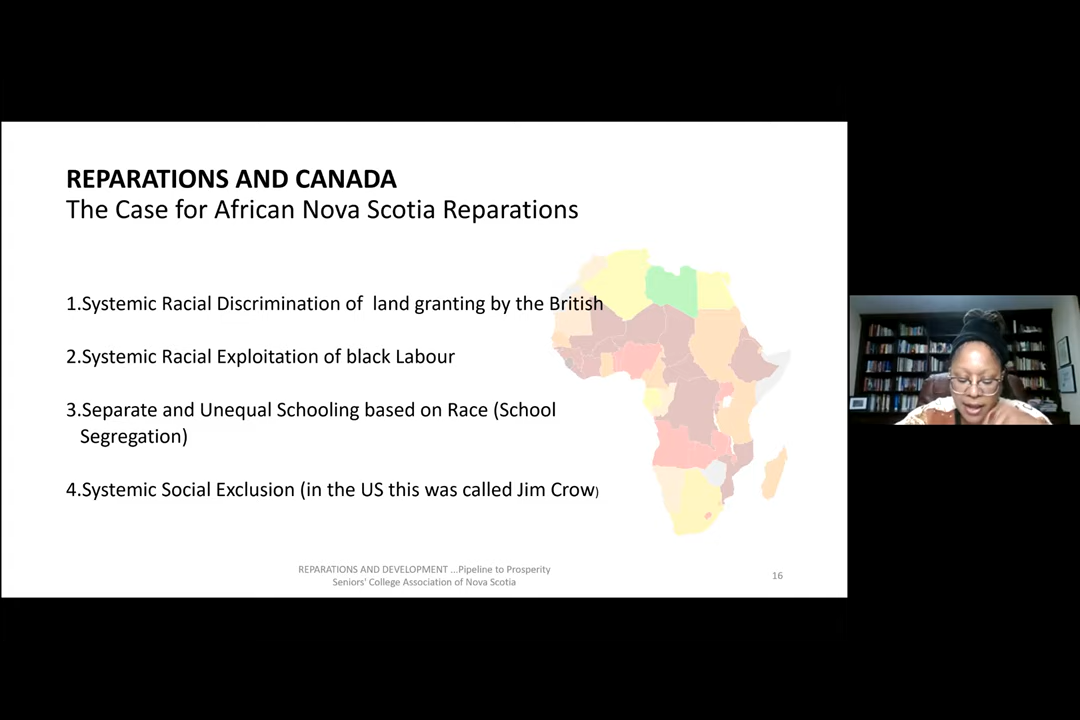 REPARATIONS AND CANADA
The Case for African Nova Scotia Reparations
1.Systemic Racial Discrimination of  land granting by the British
2.Systemic Racial Exploitation of black Labour
3.Separate and Unequal Schooling based on Race (School
Segregation)
4.Systemic Social Exclusion (in the US this was called Jim Crow)
REPARATIONS AND DEVELOPMENT ...Pipeline to Prosperity
Seniors' College Association of Nova Scotia
16